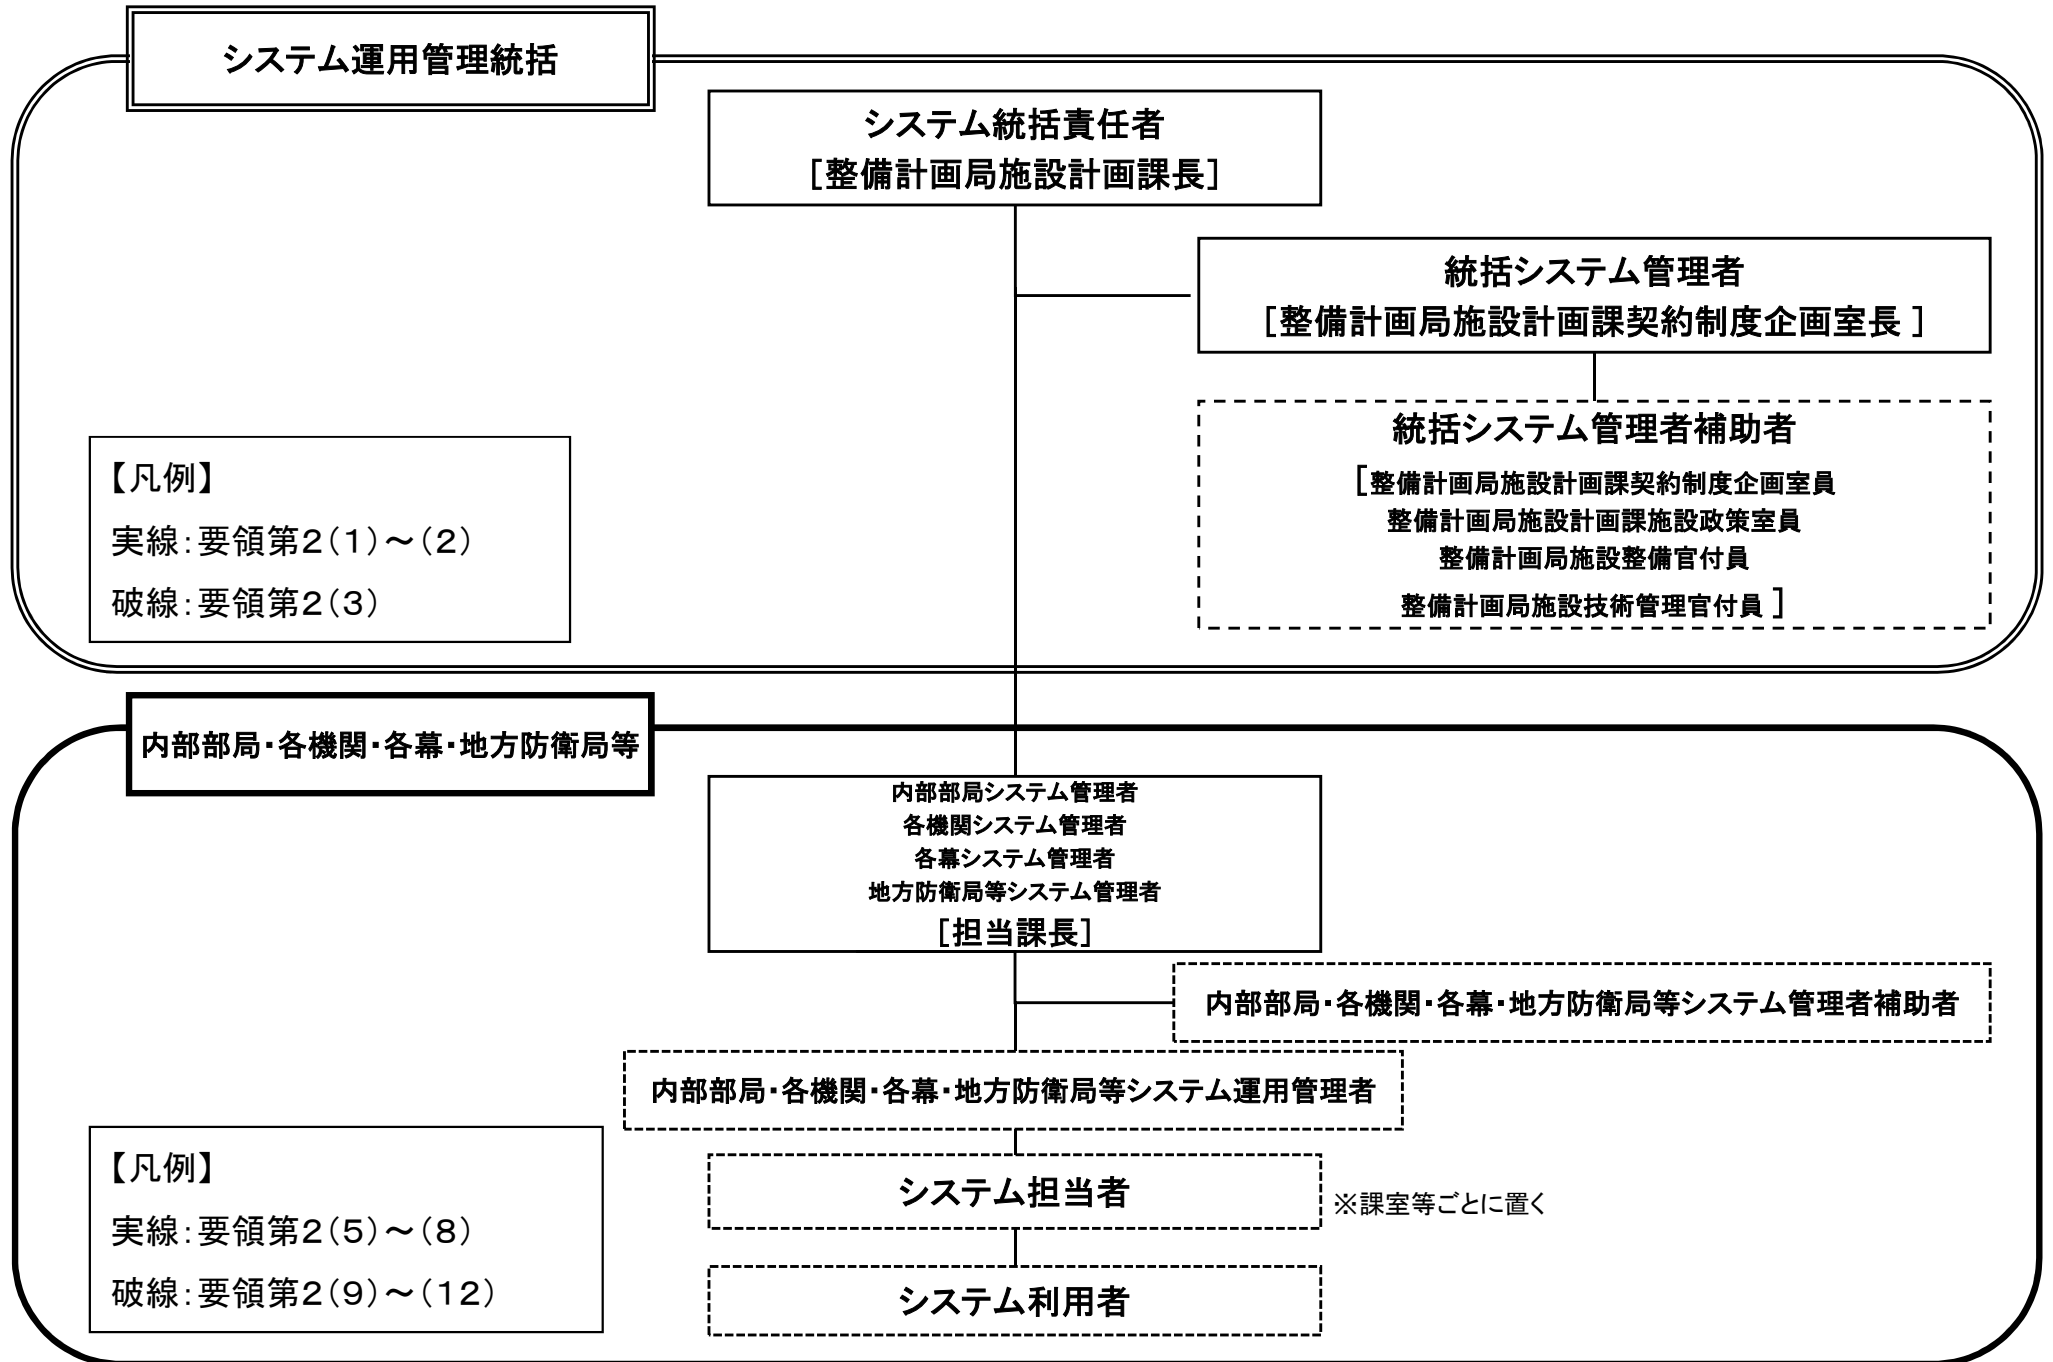 システム運用管理統括
システム統括責任者
[整備計画局施設計画課長]
統括システム管理者
[整備計画局施設計画課契約制度企画室長 ]
統括システム管理者補助者
[整備計画局施設計画課契約制度企画室員
整備計画局施設計画課施設政策室員
整備計画局施設整備官付員
整備計画局施設技術管理官付員 ]
【凡例】
実線:要領第2(1)~(2)
破線:要領第2(3)
内部部局・各機関・各幕・地方防衛局等
内部部局システム管理者
各機関システム管理者
各幕システム管理者
地方防衛局等システム管理者
[担当課長]
内部部局・各機関・各幕・地方防衛局等システム管理者補助者
内部部局・各機関・各幕・地方防衛局等システム運用管理者
システム担当者
※課室等ごとに置く
システム利用者
【凡例】
実線:要領第2(5)~(8)
破線:要領第2(9)~(12)